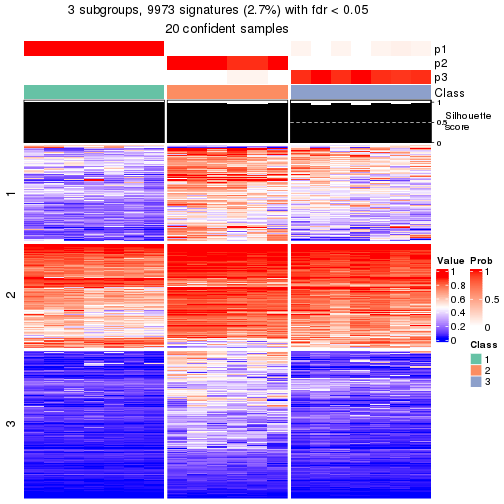 3 subgroups, 9973 signatures (2.7%) with fdr < 0.05
20 confident samples
p1
p2
p3
Class
1
0.5
0
Silhouette
score
1
2
3
Value Prob
1 1
0.8
0.6 0.5
0.4
0.2 0
0
Class
1
2
3